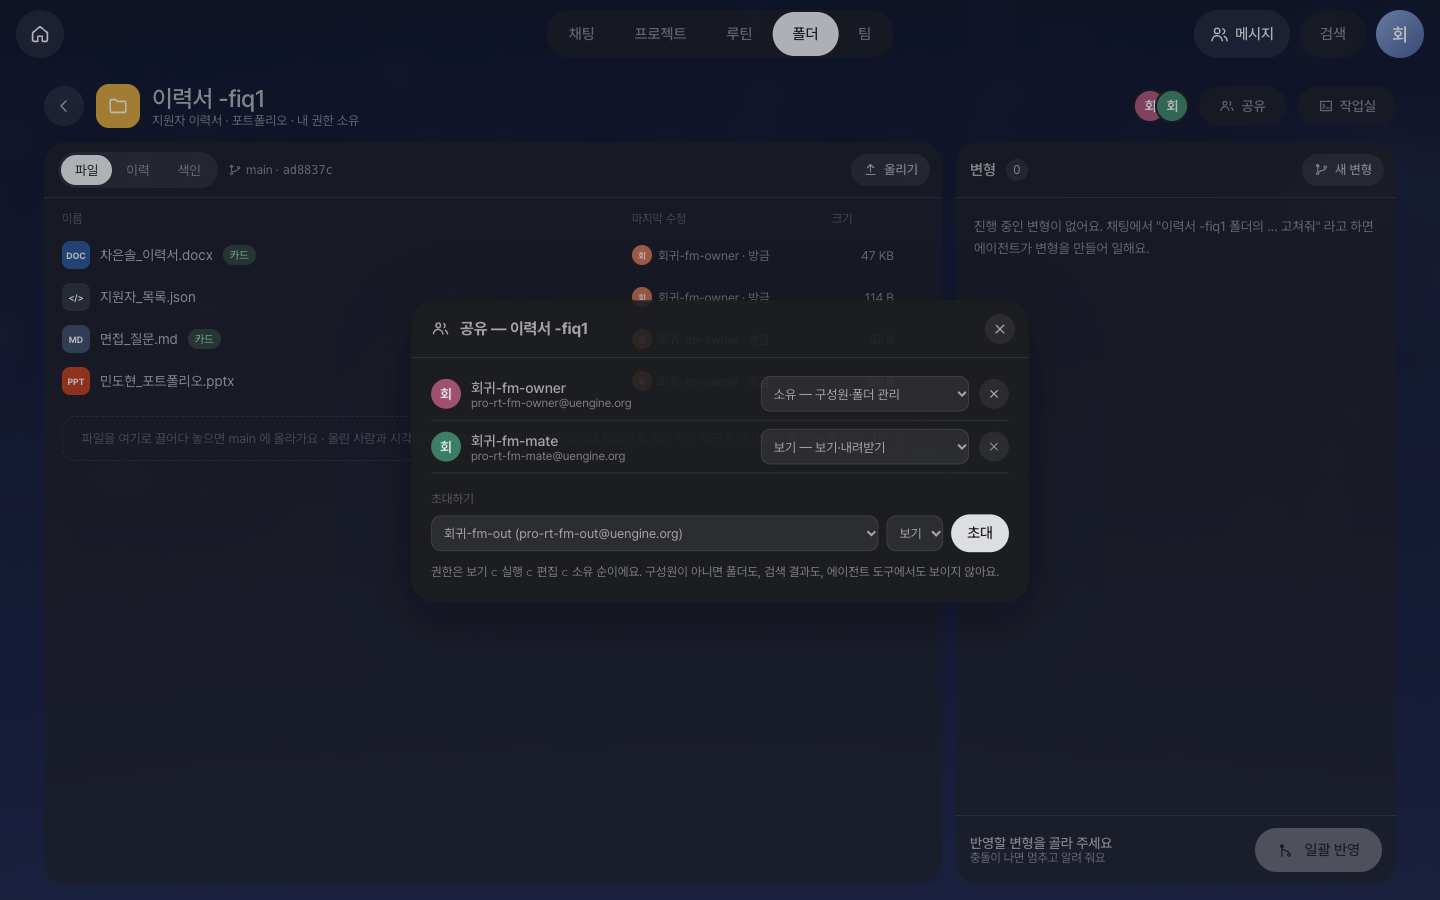 채팅
프로젝트
루틴
폴더
팀
메시지
검색
회
이력서 -fiq1
지원자 이력서 · 포트폴리오 · 내 권한 소유
회
회
공유
작업실
파일
이력
색인
main · ad8837c
올리기
변형
0
새 변형
이름
마지막 수정
크기
DOC
차은솔_이력서.docx
카드
회
회귀-fm-owner · 방금
47 KB
</>
지원자_목록.json
회귀-fm-owner · 방금
114 B
MD
면접_질문.md
카드
PPT
민도현_포트폴리오.pptx
파일을 여기로 끌어다 놓으면 main 에 올라가요 · 올린 사람과 시각
진행 중인 변형이 없어요. 채팅에서 "이력서 -fiq1 폴더의 ... 고쳐줘" 라고 하면
에이전트가 변형을 만들어 일해요.
공유 — 이력서 -fiq1
회
회귀-fm-owner
pro-rt-fm-owner@uengine.org
소유 — 구성원·폴더 관리
회
회귀-fm-mate
pro-rt-fm-mate@uengine.org
보기 — 보기·내려받기
초대하기
회귀-fm-out (pro-rt-fm-out@uengine.org)
보기
초대
권한은 보기 ⊂ 실행 ⊂ 편집 ⊂ 소유 순이에요. 구성원이 아니면 폴더도, 검색 결과도, 에이전트 도구에서도 보이지 않아요.
반영할 변형을 골라 주세요
충돌이 나면 멈추고 알려 줘요
일괄 반영